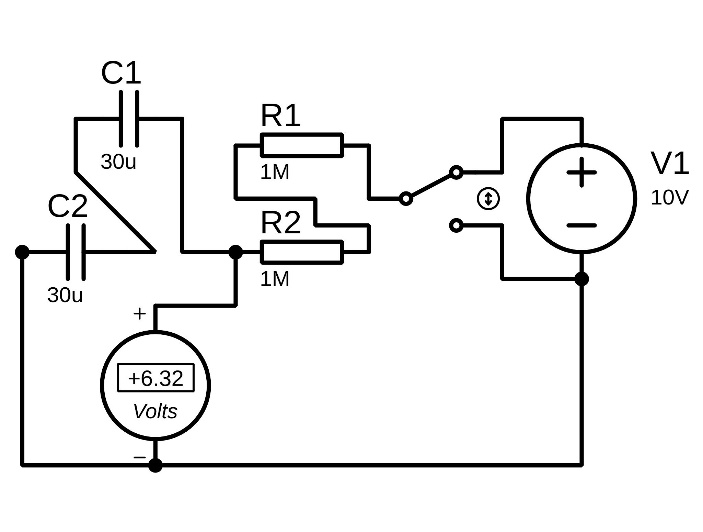 C1
30u
R1
1M
V1
10V
C2
30u
R2
1M
+
+6.32
Volts
−